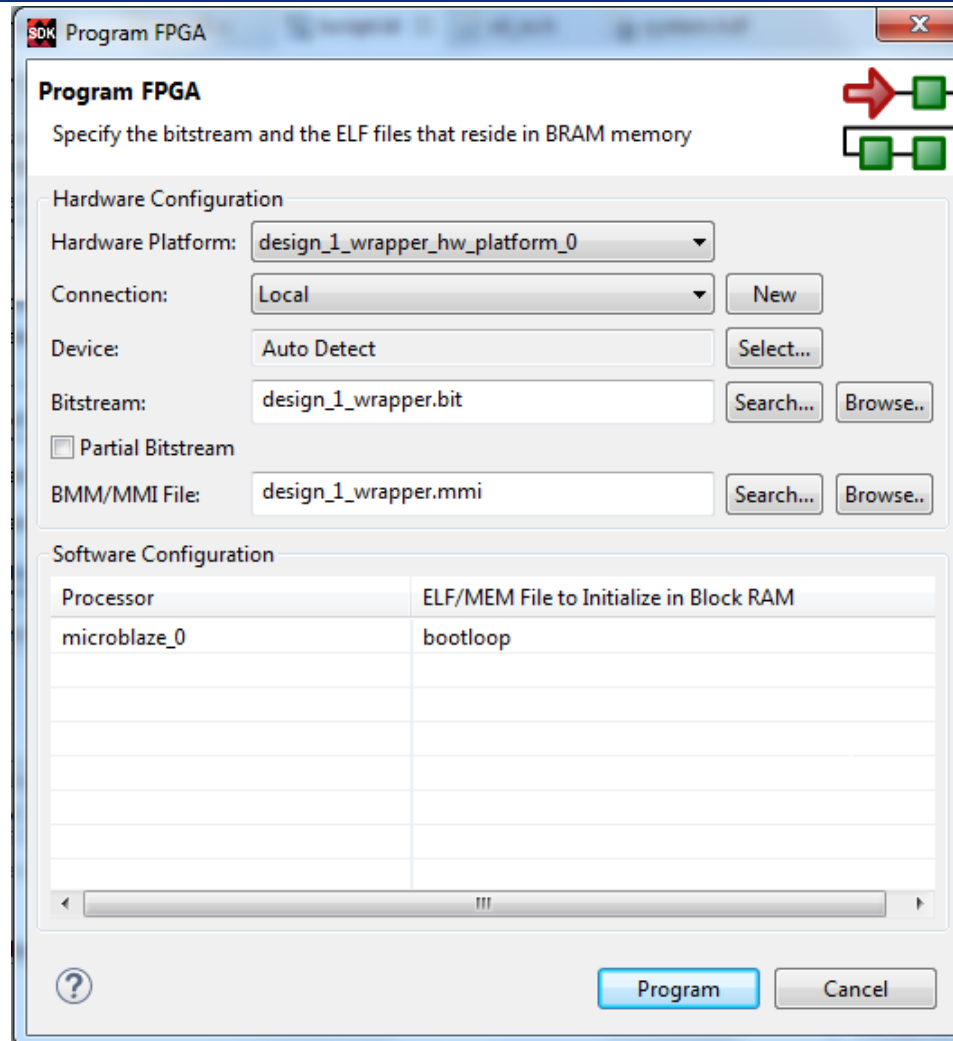 SDK Program FPGA
Program FPGA
Specify the bitstream and the ELF files that reside in BRAM memory
Hardware Configuration
Hardware Platform: design_1_wrapper_hw_platform_0
Connection: Local New
Device: Auto Detect Select...
Bitstream: design_1_wrapper.bit Search... Browse..
Partial Bitstream
BMM/MMI File: design_1_wrapper.mmi Search... Browse..
Software Configuration
Processor ELF/MEM File to Initialize in Block RAM
microblaze_0 bootloop
Program Cancel